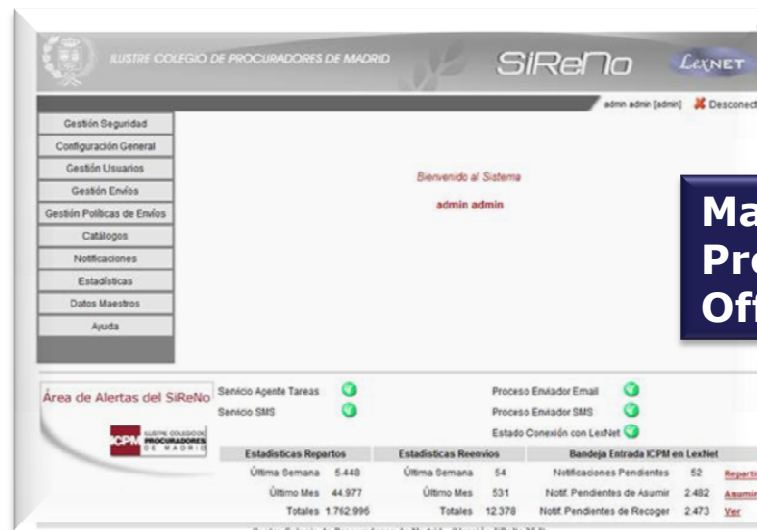 ILUSTRE COLEGIO DE PROCURADORES DE MADRID
SiReNo
LexNET
admin admin [admin]
Desconect
Gestión Seguridad
Configuración General
Gestión Usuarios
Gestión Envíos
Gestión Políticas de Envíos
Catálogos
Notificaciones
Estadísticas
Datos Maestros
Ayuda
Bienvenido al Sistema
admin admin
Ma
Pro
Off
Área de Alertas del SiReNo
ICPM ILUSTRE COLEGIO DE
PROCURADORES
DE MADRID
Servicio Agente Tareas
Proceso Enviador Email
Servicio SMS
Proceso Enviador SMS
Estado Conexión con LexNet
Estadísticas Repartos Estadísticas Reenvios Bandeja Entrada ICPM en LexNet
Última Semana 5.448 Última Semana 54 Notificaciones Pendientes 52 Reparti
Último Mes 44.977 Último Mes 531 Notif. Pendientes de Asumir 2.482 Asumir
Totales 1.762.996 Totales 12.378 Notif. Pendientes de Recoger 2.473 Ver